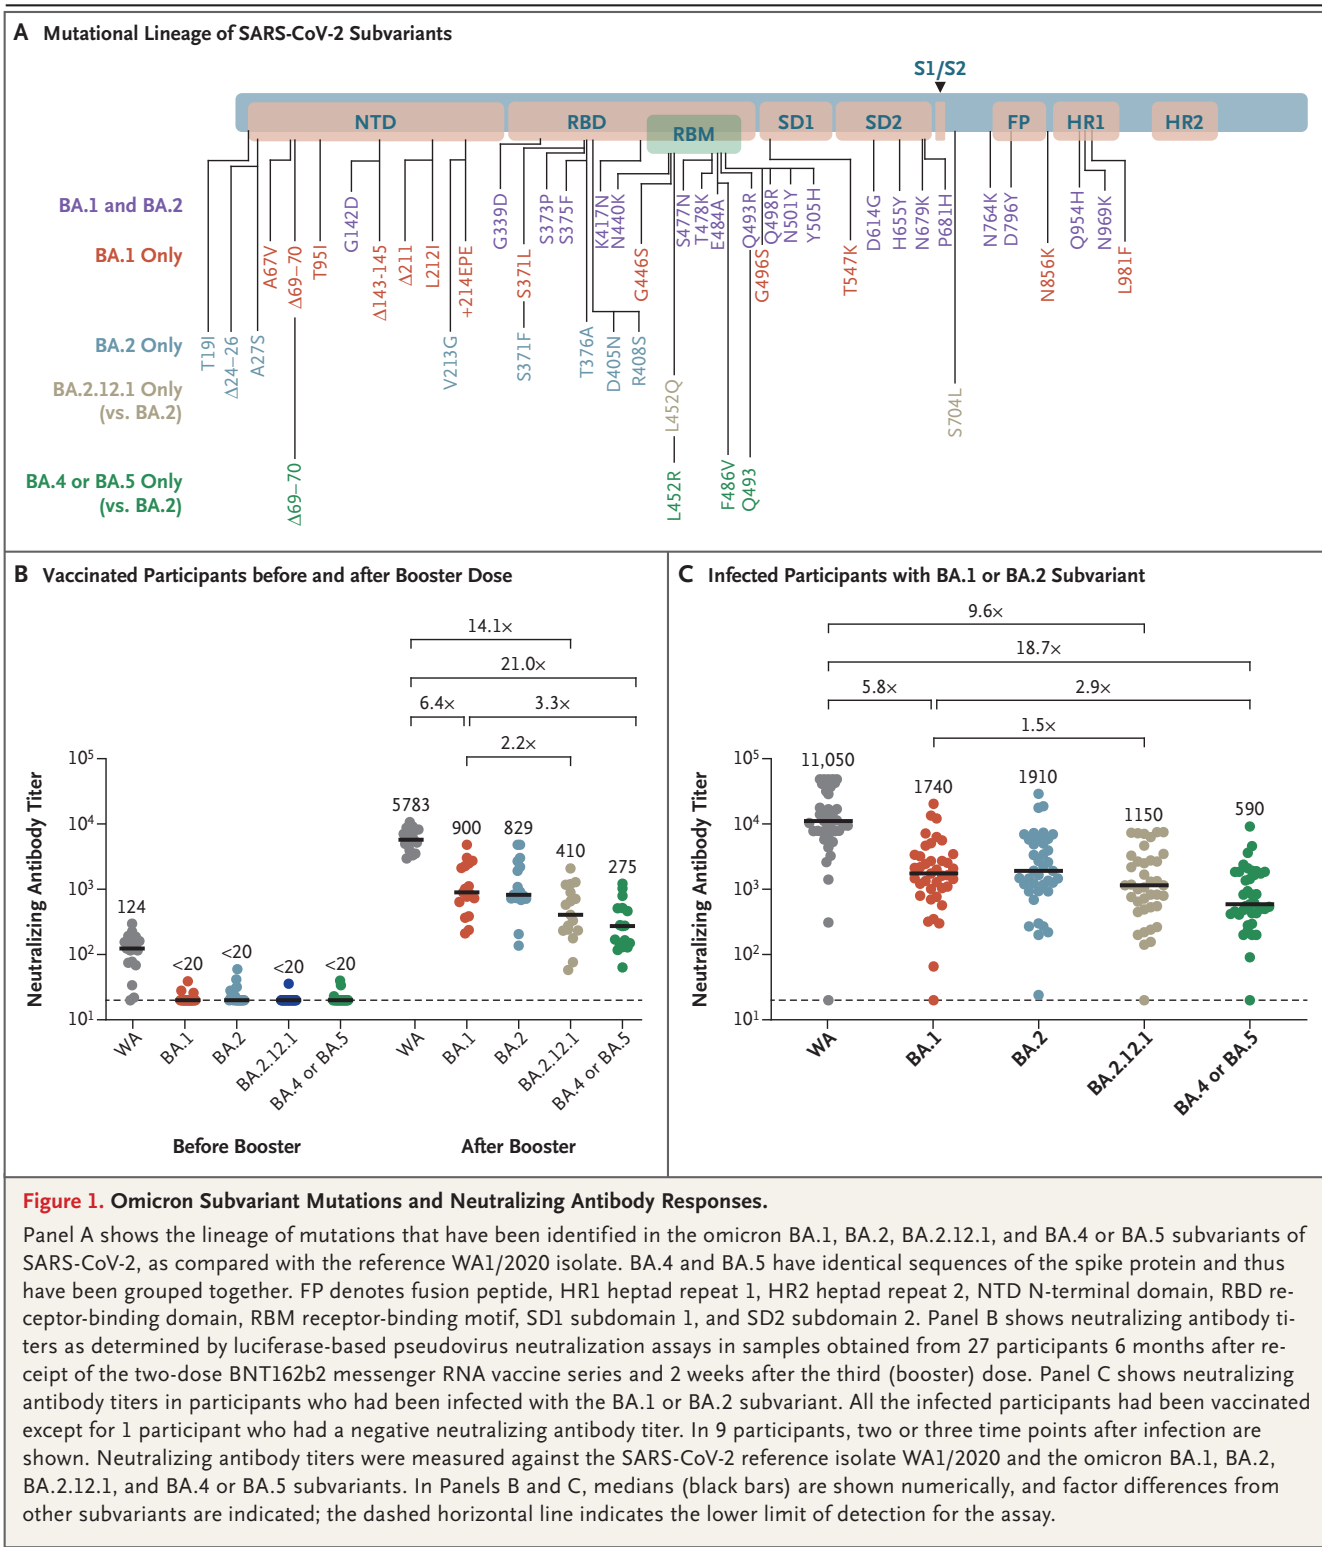 A Mutational Lineage of SARS-CoV-2 Subvariants
S1/S2
NTD RBD RBM SD1 SD2 FP HR1 HR2
BA.1 and BA.2
G142D G339D S373P S375F K417N N440K S477N T478K E484A Q493R Q498R N501Y Y505H D614G H655Y N679K P681H N764K D796Y Q954H N969K
BA.1 Only
A67V Δ69–70 T95I Δ143-145 Δ211 L212I +214EPE S371L G446S G496S T547K N856K L981F
BA.2 Only
T19I Δ24–26 A27S V213G S371F T376A D405N R408S
BA.2.12.1 Only
(vs. BA.2)
L452Q S704L
BA.4 or BA.5 Only
(vs. BA.2)
Δ69–70 L452R F486V Q493
B Vaccinated Participants before and after Booster Dose
14.1×
21.0×
6.4× 3.3×
2.2×
Neutralizing Antibody Titer
10⁵
10⁴
10³
10²
10¹
124 <20 <20 <20 <20 5783 900 829 410 275
WA BA.1 BA.2 BA.2.12.1 BA.4 or BA.5 WA BA.1 BA.2 BA.2.12.1 BA.4 or BA.5
Before Booster After Booster
C Infected Participants with BA.1 or BA.2 Subvariant
9.6×
18.7×
5.8× 2.9×
1.5×
Neutralizing Antibody Titer
10⁵
10⁴
10³
10²
10¹
11,050 1740 1910 1150 590
WA BA.1 BA.2 BA.2.12.1 BA.4 or BA.5
Figure 1. Omicron Subvariant Mutations and Neutralizing Antibody Responses.
Panel A shows the lineage of mutations that have been identified in the omicron BA.1, BA.2, BA.2.12.1, and BA.4 or BA.5 subvariants of
SARS-CoV-2, as compared with the reference WA1/2020 isolate. BA.4 and BA.5 have identical sequences of the spike protein and thus
have been grouped together. FP denotes fusion peptide, HR1 heptad repeat 1, HR2 heptad repeat 2, NTD N-terminal domain, RBD re-
ceptor-binding domain, RBM receptor-binding motif, SD1 subdomain 1, and SD2 subdomain 2. Panel B shows neutralizing antibody ti-
ters as determined by luciferase-based pseudovirus neutralization assays in samples obtained from 27 participants 6 months after re-
ceipt of the two-dose BNT162b2 messenger RNA vaccine series and 2 weeks after the third (booster) dose. Panel C shows neutralizing
antibody titers in participants who had been infected with the BA.1 or BA.2 subvariant. All the infected participants had been vaccinated
except for 1 participant who had a negative neutralizing antibody titer. In 9 participants, two or three time points after infection are
shown. Neutralizing antibody titers were measured against the SARS-CoV-2 reference isolate WA1/2020 and the omicron BA.1, BA.2,
BA.2.12.1, and BA.4 or BA.5 subvariants. In Panels B and C, medians (black bars) are shown numerically, and factor differences from
other subvariants are indicated; the dashed horizontal line indicates the lower limit of detection for the assay.